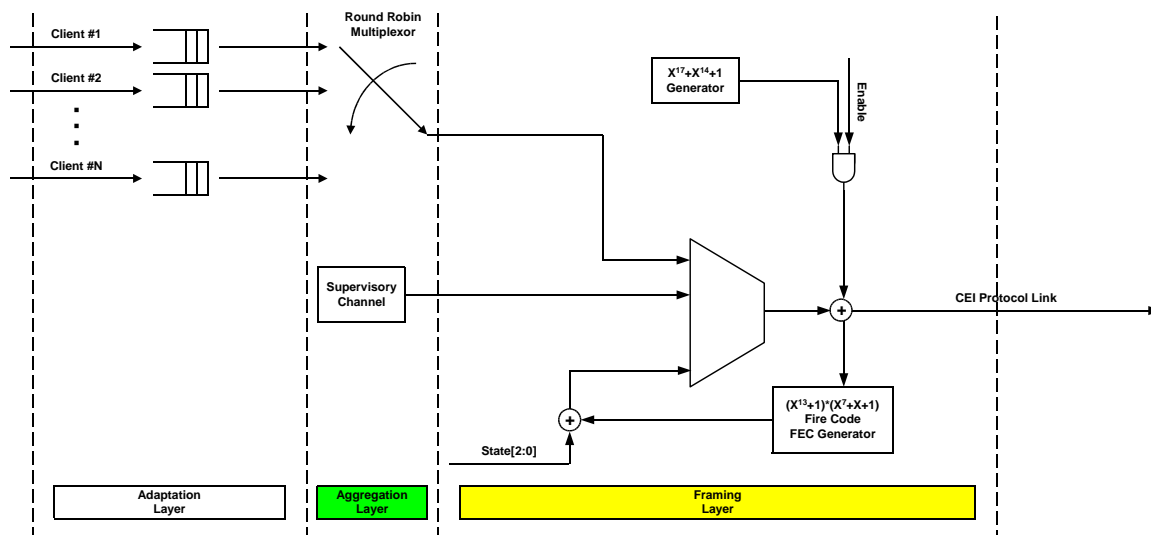 Round Robin
Multiplexor
Client #1
Client #2
Client #N
X¹⁷+X¹⁴+1
Generator
Enable
Supervisory
Channel
CEI Protocol Link
+
(X¹³+1)*(X⁷+X+1)
Fire Code
FEC Generator
+
State[2:0]
Adaptation
Layer
Aggregation
Layer
Framing
Layer